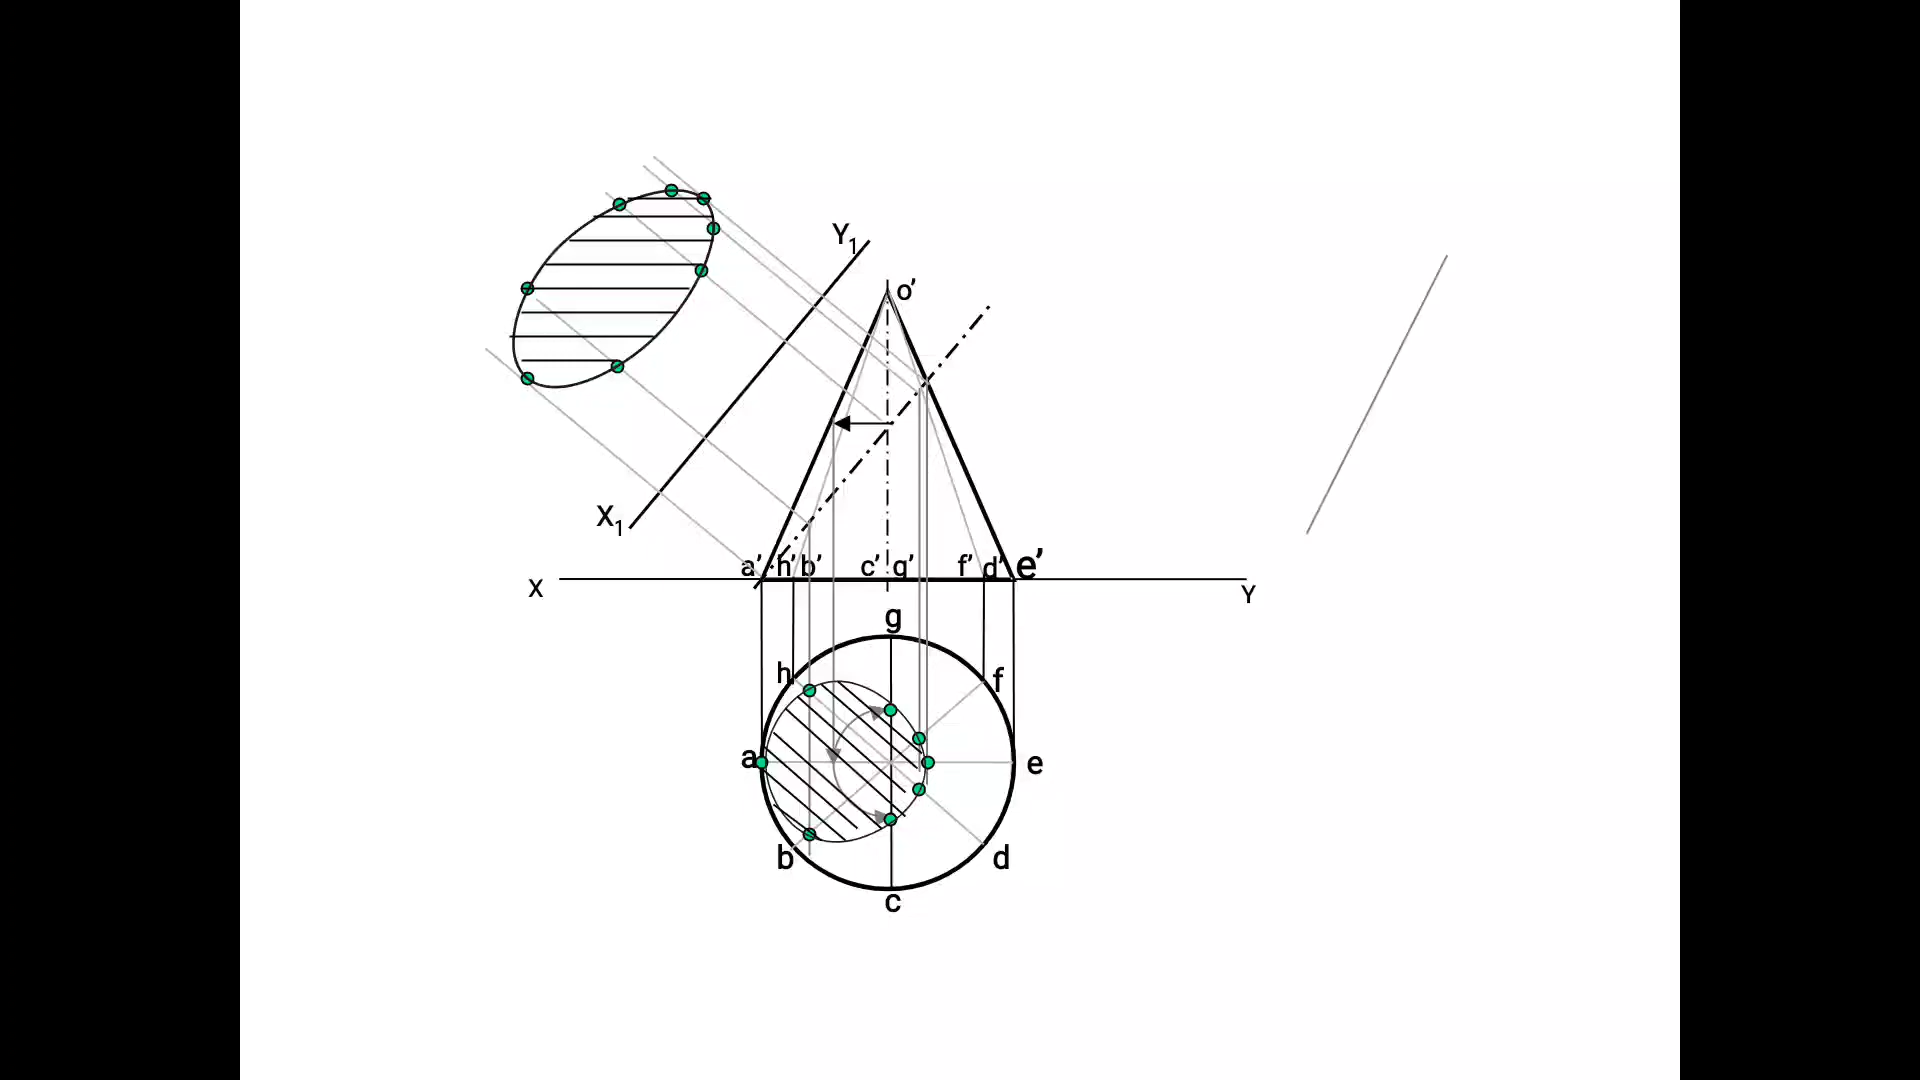 Y1
o’
X1
a’ h’ b’ c’ q’ f’ d’ e’
X Y
g
h f
a e
b d
c